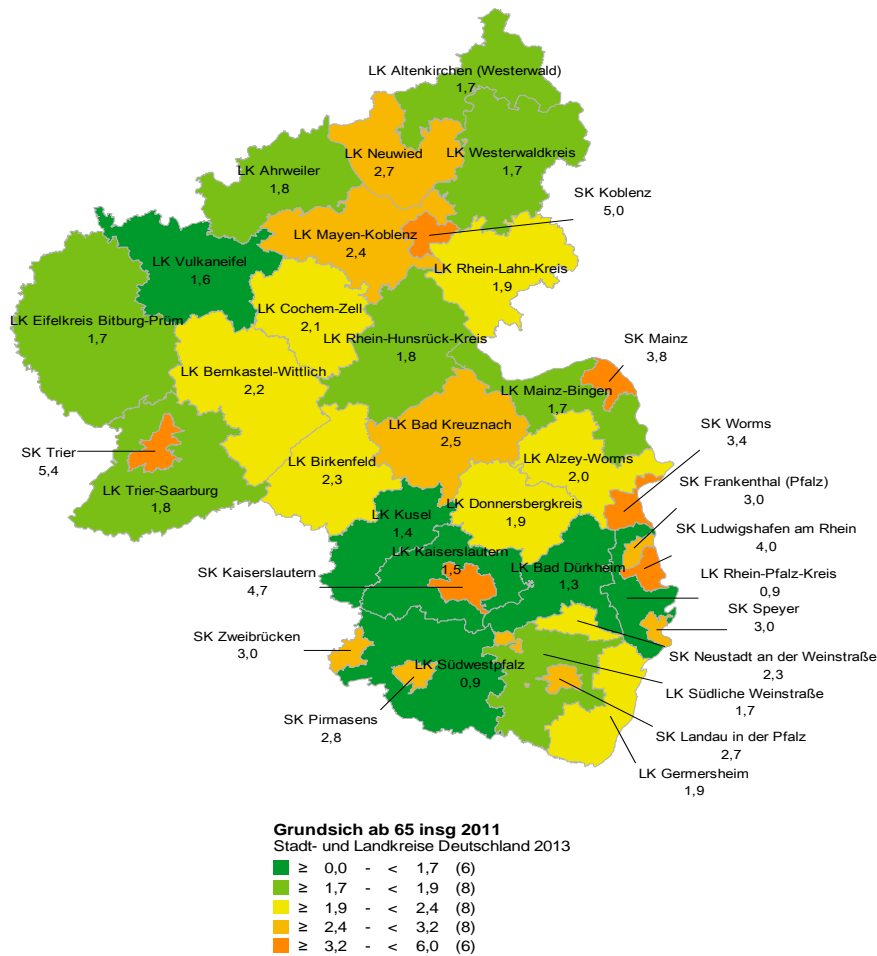 LK Altenkirchen (Westerwald)
1,7
LK Neuwied
2,7
LK Westerwaldkreis
1,7
LK Ahrweiler
1,8
SK Koblenz
5,0
LK Mayen-Koblenz
2,4
LK Vulkaneifel
1,6
LK Rhein-Lahn-Kreis
1,9
LK Cochem-Zell
2,1
LK Eifelkreis Bitburg-Prüm
1,7
LK Rhein-Hunsrück-Kreis
1,8
SK Mainz
3,8
LK Bernkastel-Wittlich
2,2
LK Mainz-Bingen
1,7
LK Bad Kreuznach
2,5
SK Worms
3,4
SK Trier
5,4
LK Birkenfeld
2,3
LK Alzey-Worms
2,0
SK Frankenthal (Pfalz)
3,0
LK Trier-Saarburg
1,8
LK Kusel
1,4
LK Donnersbergkreis
1,9
SK Ludwigshafen am Rhein
4,0
LK Kaiserslautern
1,5
SK Kaiserslautern
4,7
LK Bad Dürkheim
1,3
LK Rhein-Pfalz-Kreis
0,9
SK Speyer
3,0
SK Zweibrücken
3,0
SK Neustadt an der Weinstraße
2,3
LK Südwestpfalz
0,9
LK Südliche Weinstraße
1,7
SK Pirmasens
2,8
SK Landau in der Pfalz
2,7
LK Germersheim
1,9
Grundsich ab 65 insg 2011
Stadt- und Landkreise Deutschland 2013
≥ 0,0 - < 1,7 (6)
≥ 1,7 - < 1,9 (8)
≥ 1,9 - < 2,4 (8)
≥ 2,4 - < 3,2 (8)
≥ 3,2 - < 6,0 (6)